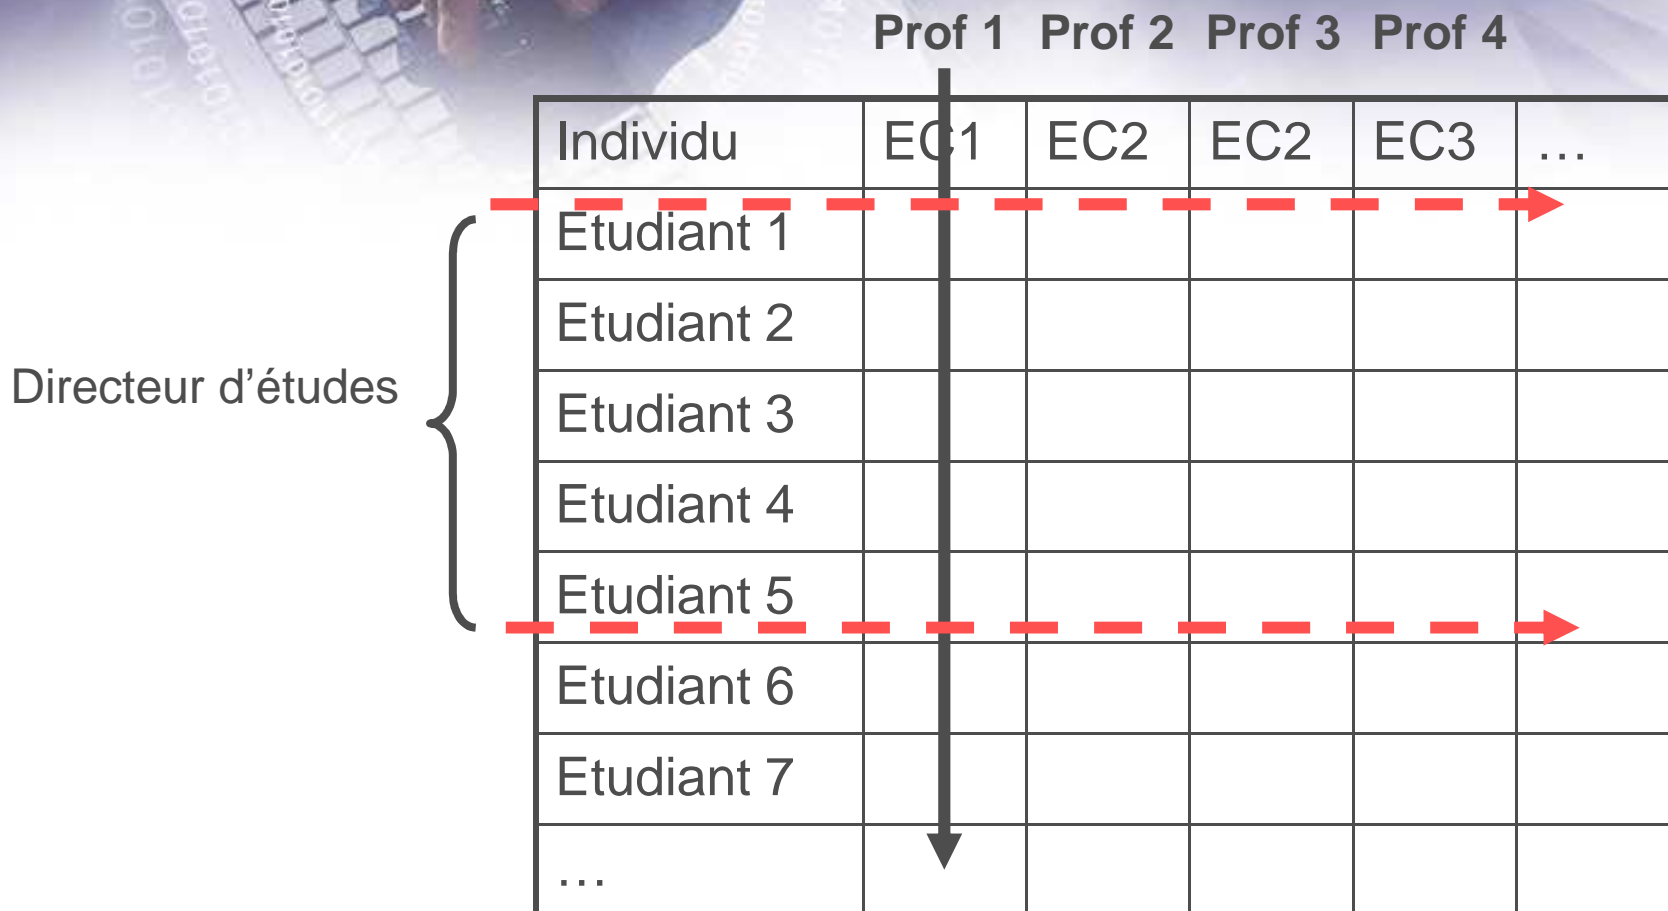 Prof 1 Prof 2 Prof 3 Prof 4
Individu EC1 EC2 EC2 EC3 …
Etudiant 1
Etudiant 2
Directeur d’études
Etudiant 3
Etudiant 4
Etudiant 5
Etudiant 6
Etudiant 7
…